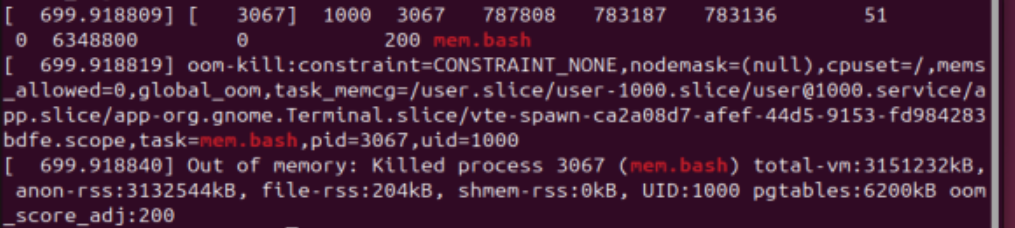 [  699.918809] [   3067]  1000  3067   787808   783187   783136       51
 0  6348800        0           200 mem.bash
[  699.918819] oom-kill:constraint=CONSTRAINT_NONE,nodemask=(null),cpuset=/,mems
_allowed=0,global_oom,task_memcg=/user.slice/user-1000.slice/user@1000.service/a
pp.slice/app-org.gnome.Terminal.slice/vte-spawn-ca2a08d7-afef-44d5-9153-fd984283
bdfe.scope,task=mem.bash,pid=3067,uid=1000
[  699.918840] Out of memory: Killed process 3067 (mem.bash) total-vm:3151232kB,
 anon-rss:3132544kB, file-rss:204kB, shmem-rss:0kB, UID:1000 pgtables:6200kB oom
_score_adj:200